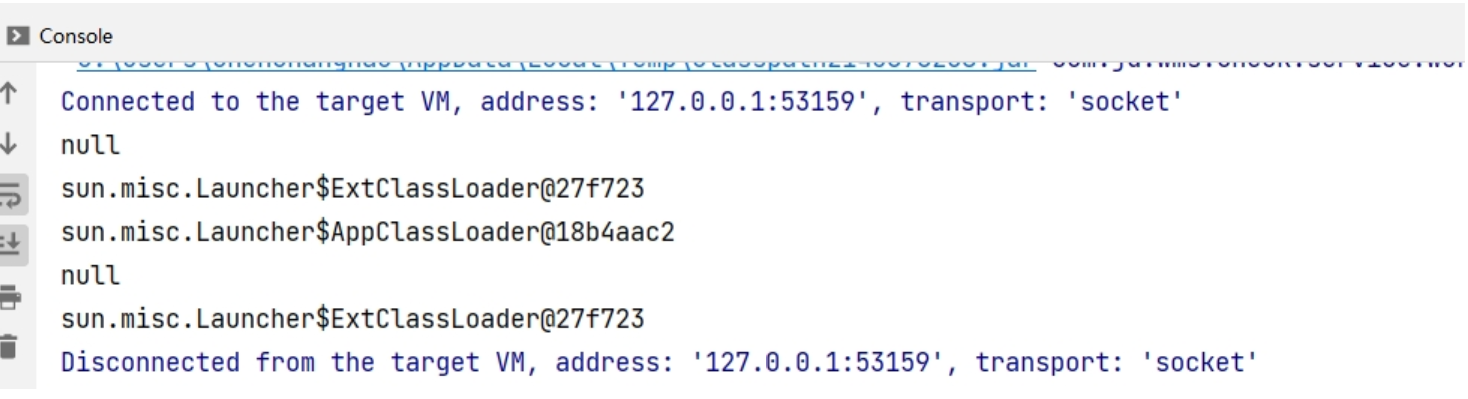 Console
Connected to the target VM, address: '127.0.0.1:53159', transport: 'socket'
null
sun.misc.Launcher$ExtClassLoader@27f723
sun.misc.Launcher$AppClassLoader@18b4aac2
null
sun.misc.Launcher$ExtClassLoader@27f723
Disconnected from the target VM, address: '127.0.0.1:53159', transport: 'socket'